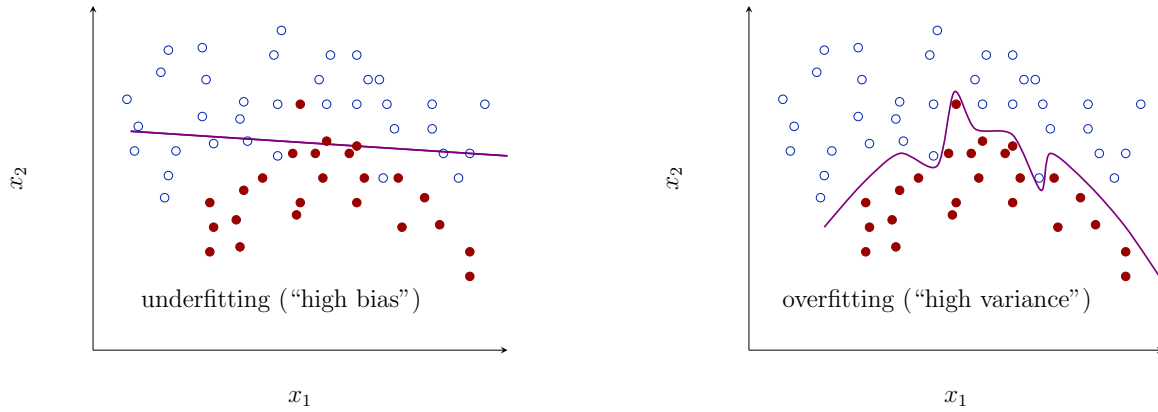 x₂
underfitting (“high bias”)
x₁
x₂
overfitting (“high variance”)
x₁